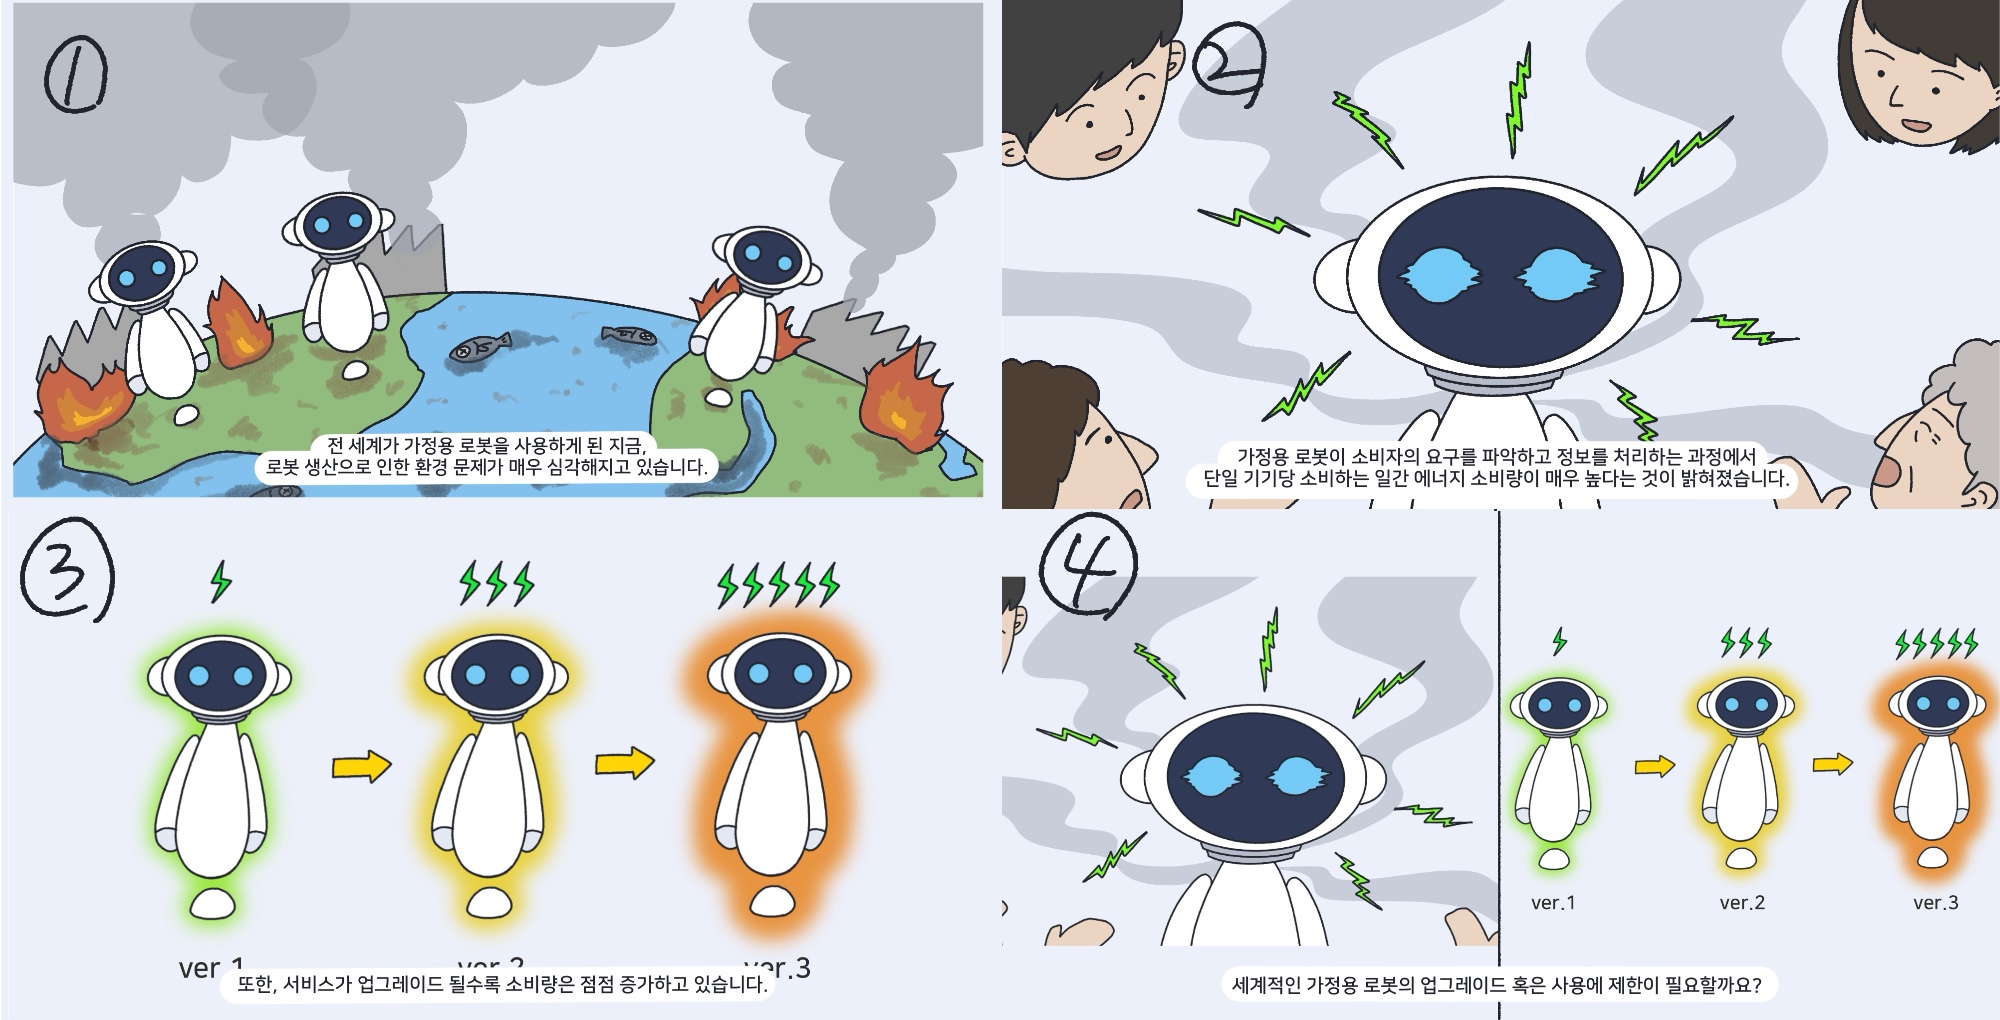 1
전 세계가 가정용 로봇을 사용하게 된 지금,
로봇 생산으로 인한 환경 문제가 매우 심각해지고 있습니다.
2
가정용 로봇이 소비자의 요구를 파악하고 정보를 처리하는 과정에서
단일 기기당 소비하는 일간 에너지 소비량이 매우 높다는 것이 밝혀졌습니다.
3
ver.1 ver.2 ver.3
또한, 서비스가 업그레이드 될수록 소비량은 점점 증가하고 있습니다.
4
ver.1 ver.2 ver.3
세계적인 가정용 로봇의 업그레이드 혹은 사용에 제한이 필요할까요?